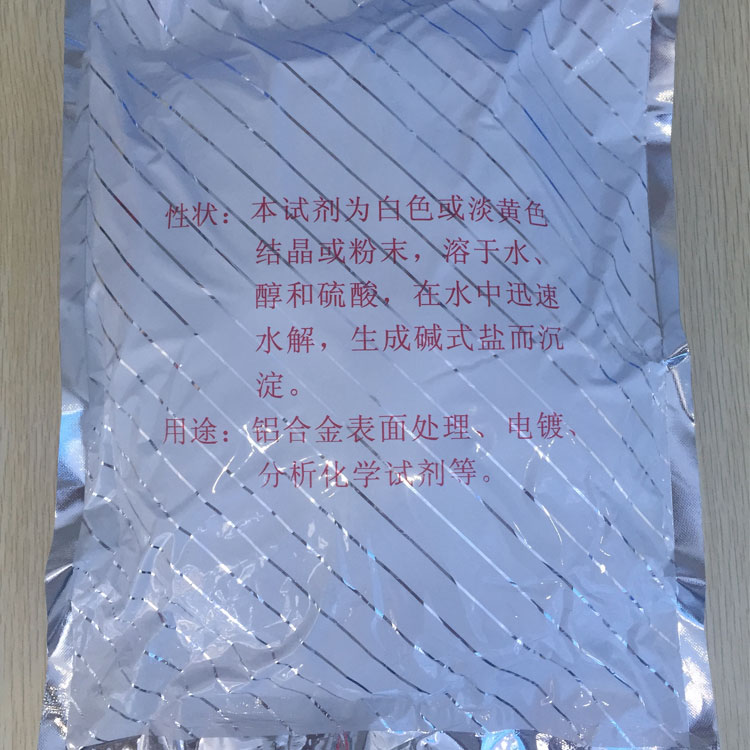 性状：本试剂为白色或淡黄色
结晶或粉末，溶于水、
醇和硫酸，在水中迅速
水解，生成碱式盐而沉
淀。
用途：铝合金表面处理、电镀、
分析化学试剂等。